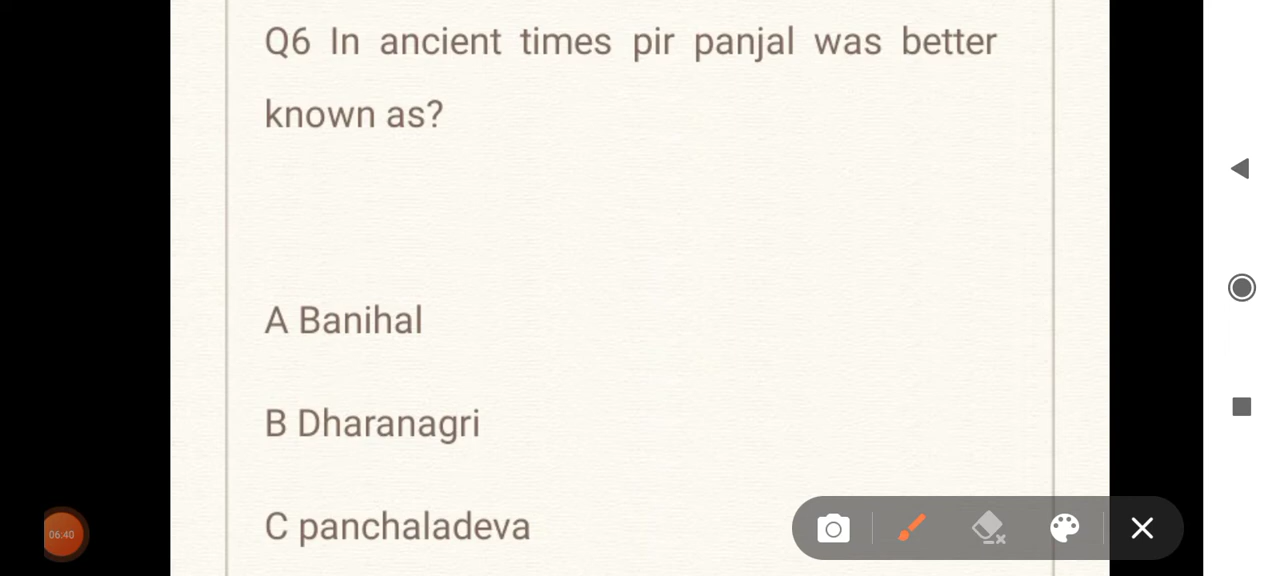 Q6 In ancient times pir panjal was better
known as?
A Banihal
B Dharanagri
C panchaladeva
06:40